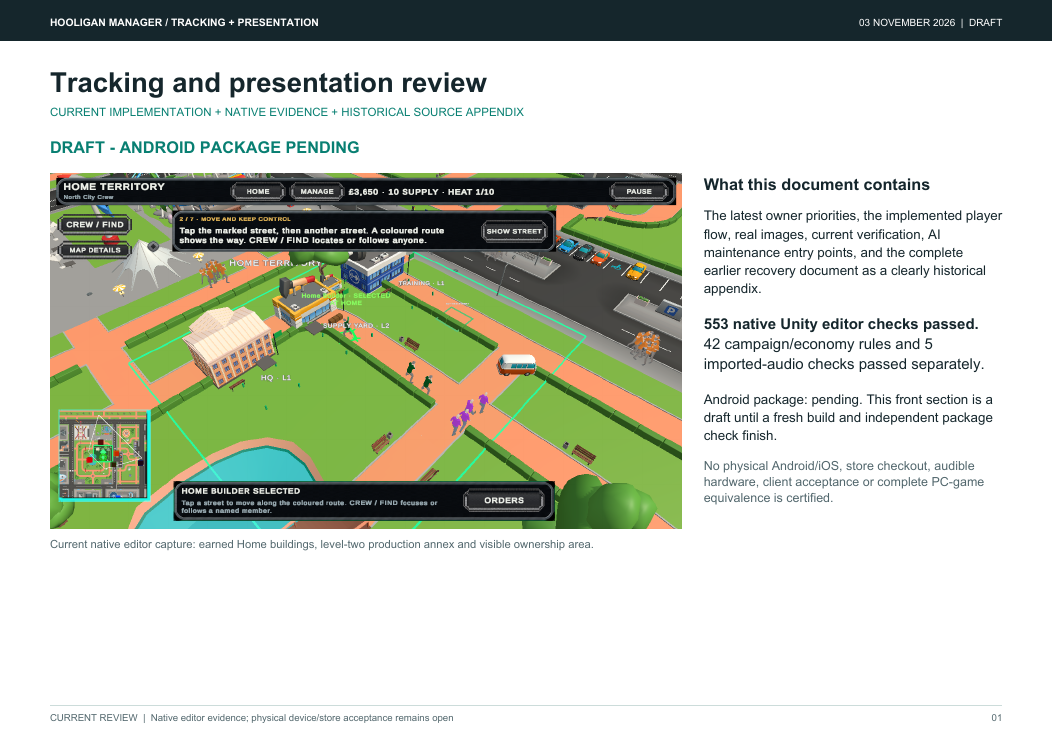 HOOLIGAN MANAGER / TRACKING + PRESENTATION
03 NOVEMBER 2026 | DRAFT
Tracking and presentation review
CURRENT IMPLEMENTATION + NATIVE EVIDENCE + HISTORICAL SOURCE APPENDIX
DRAFT - ANDROID PACKAGE PENDING
HOME TERRITORY
North City Crew
HOME
MANAGE
£3,650 · 10 SUPPLY · HEAT 1/10
PAUSE
CREW / FIND
MAP DETAILS
2 / 7 - MOVE AND KEEP CONTROL
Tap the marked street, then another street. A coloured route
shows the way. CREW / FIND locates or follows anyone.
SHOW STREET
HOME TERRITORY
TRAINING · L1
SELECTED
HOME
SUPPLY YARD · L2
HQ · L1
P
HOME BUILDER SELECTED
Tap a street to move along the coloured route. CREW / FIND focuses or
follows a named member.
ORDERS
Current native editor capture: earned Home buildings, level-two production annex and visible ownership area.
What this document contains
The latest owner priorities, the implemented player
flow, real images, current verification, AI
maintenance entry points, and the complete
earlier recovery document as a clearly historical
appendix.
553 native Unity editor checks passed.
42 campaign/economy rules and 5
imported-audio checks passed separately.
Android package: pending. This front section is a
draft until a fresh build and independent package
check finish.
No physical Android/iOS, store checkout, audible
hardware, client acceptance or complete PC-game
equivalence is certified.
CURRENT REVIEW | Native editor evidence; physical device/store acceptance remains open
01